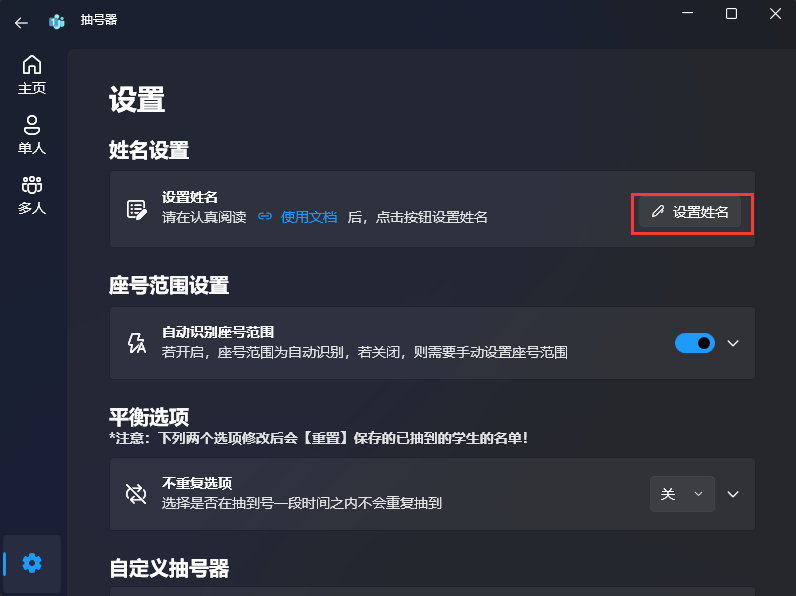 抽号器
主页
单人
多人
设置
姓名设置
设置姓名
请在认真阅读 使用文档 后，点击按钮设置姓名
设置姓名
座号范围设置
自动识别座号范围
若开启，座号范围为自动识别，若关闭，则需要手动设置座号范围
平衡选项
*注意：下列两个选项修改后会【重置】保存的已抽到的学生的名单！
不重复选项
选择是否在抽到号一段时间之内不会重复抽到
关
自定义抽号器